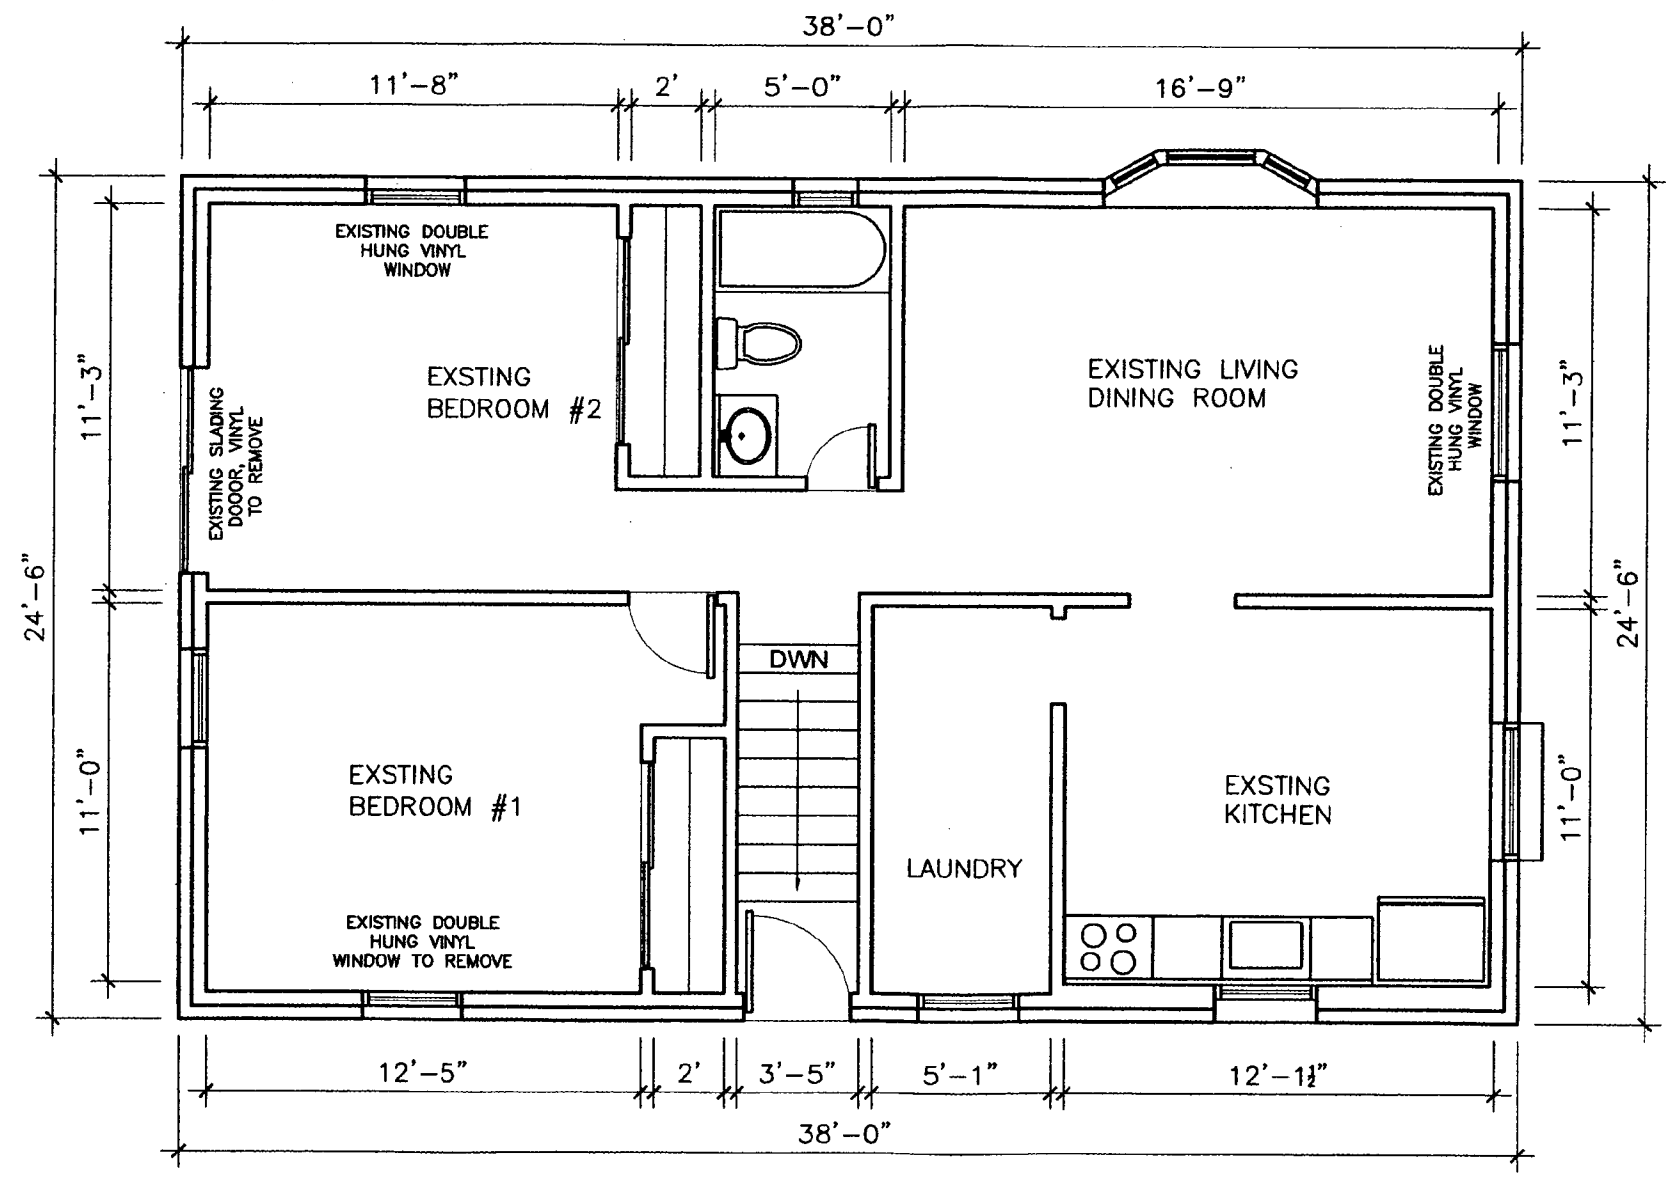 38'-0"
11'-8"
2'
5'-0"
16'-9"
EXISTING DOUBLE
HUNG VINYL
WINDOW
11'-3"
EXSTING
BEDROOM #2
EXISTING SLADING
DOOOR, VINYL
TO REMOVE
EXISTING LIVING
DINING ROOM
EXISTING DOUBLE
HUNG VINYL
WINDOW
11'-3"
24'-6"
24'-6"
DWN
11'-0"
EXSTING
BEDROOM #1
EXSTING
KITCHEN
11'-0"
LAUNDRY
EXISTING DOUBLE
HUNG VINYL
WINDOW TO REMOVE
12'-5"
2'
3'-5"
5'-1"
12'-1½"
38'-0"